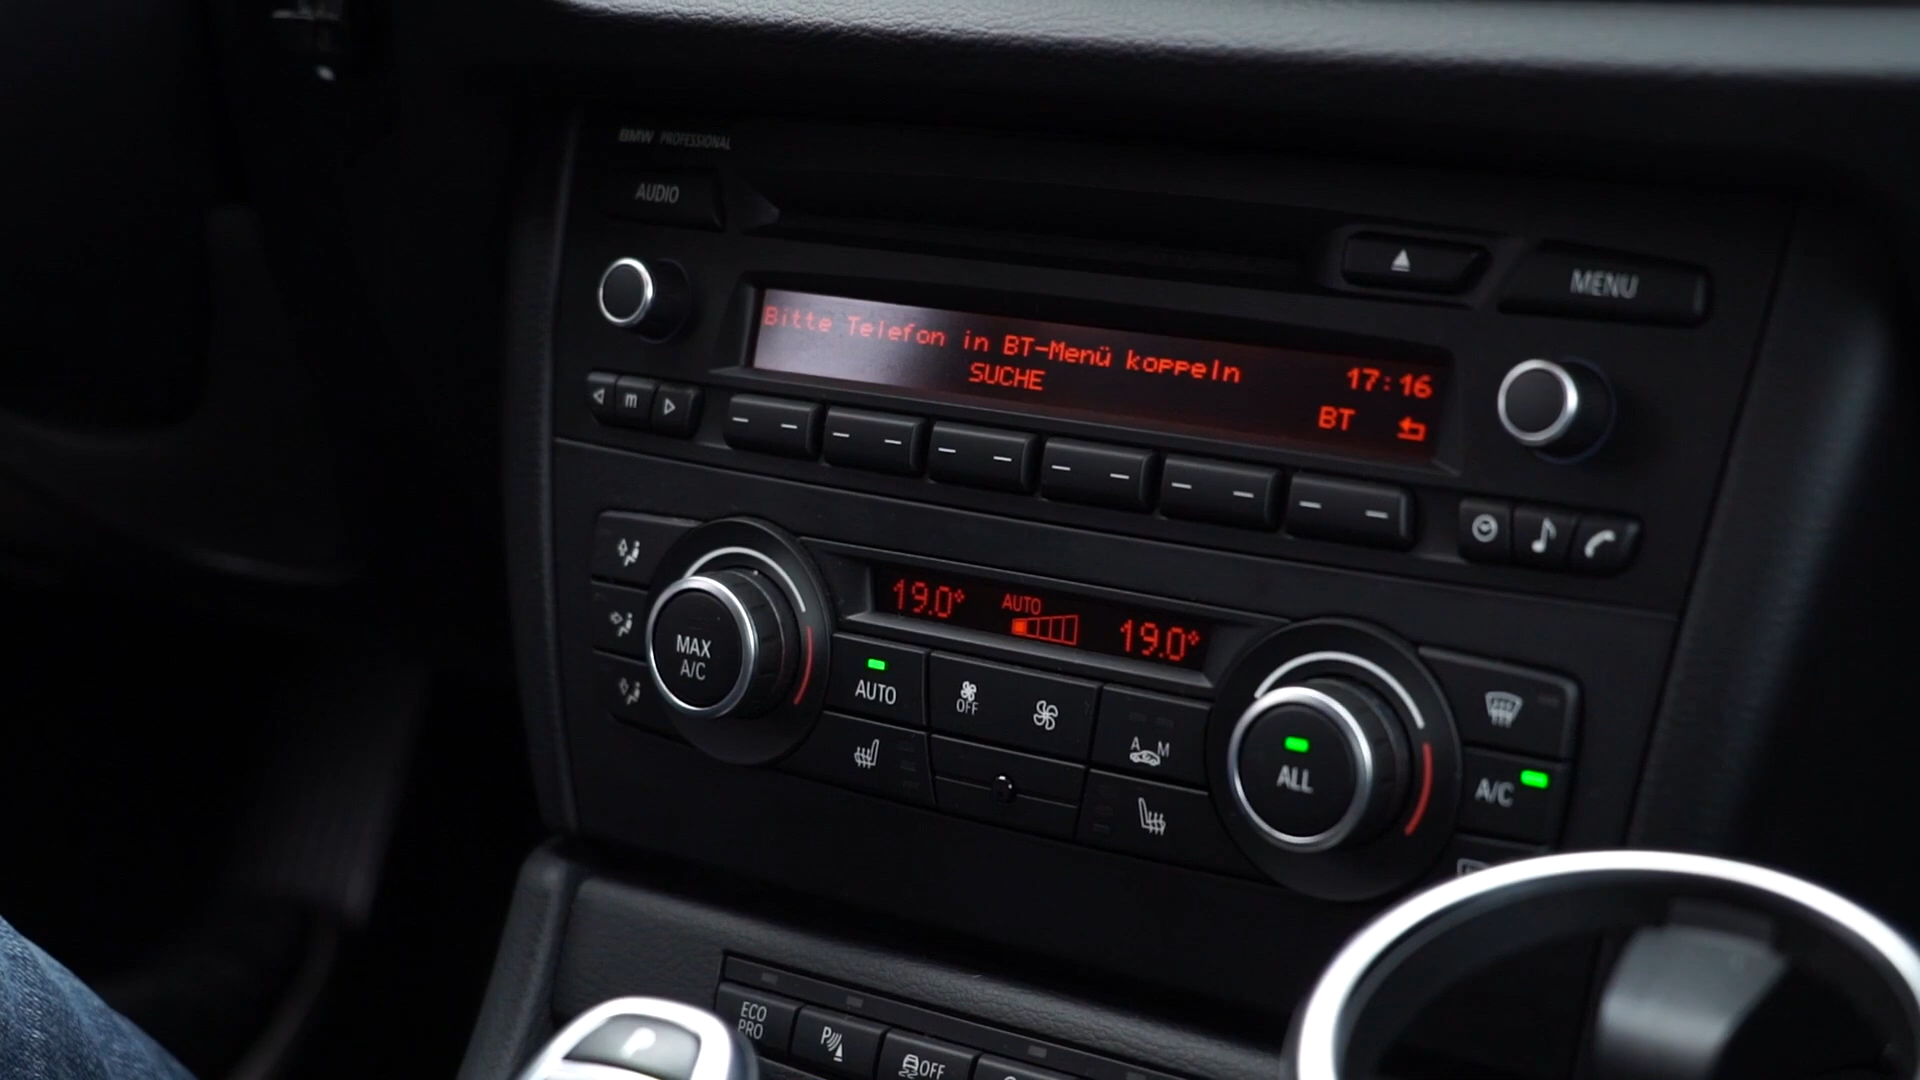 BMW PROFESSIONAL
AUDIO
MENU
Bitte Telefon in BT-Menü koppeln
17:16
SUCHE
BT
m
19.0°
AUTO
19.0°
MAX
A/C
AUTO
OFF
A M
ALL
A/C
ECO
PRO
P
P
OFF